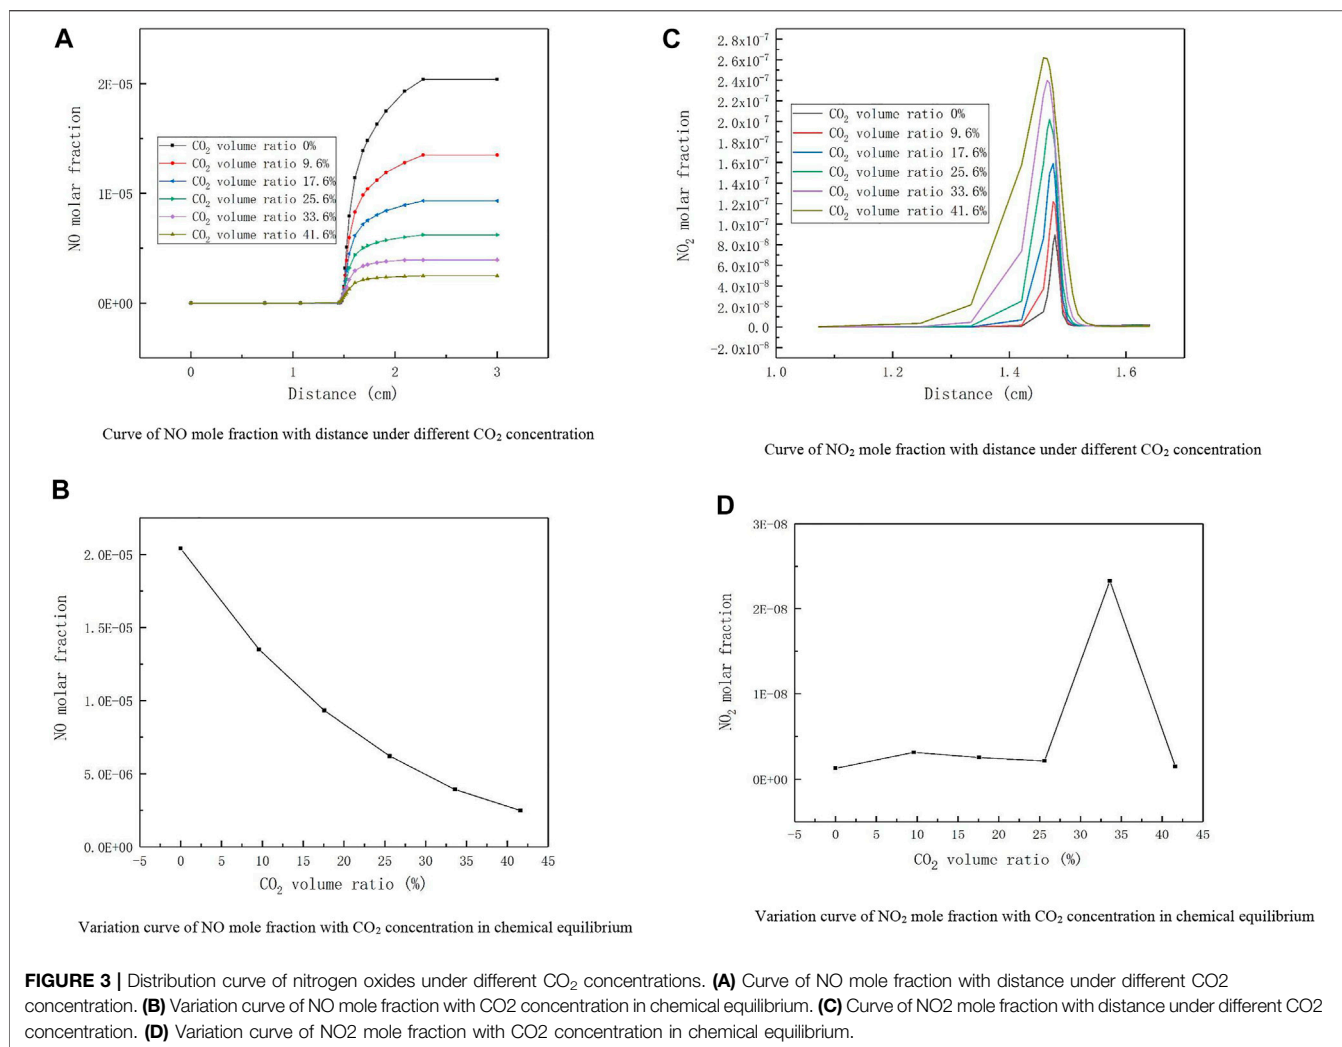 A
2E-05
1E-05
0E+00
NO molar fraction
CO₂ volume ratio 0%
CO₂ volume ratio 9.6%
CO₂ volume ratio 17.6%
CO₂ volume ratio 25.6%
CO₂ volume ratio 33.6%
CO₂ volume ratio 41.6%
0 1 2 3
Distance (cm)
Curve of NO mole fraction with distance under different CO₂ concentration
C
2.8x10⁻⁷
2.6x10⁻⁷
2.4x10⁻⁷
2.2x10⁻⁷
2.0x10⁻⁷
1.8x10⁻⁷
1.6x10⁻⁷
1.4x10⁻⁷
1.2x10⁻⁷
1.0x10⁻⁷
8.0x10⁻⁸
6.0x10⁻⁸
4.0x10⁻⁸
2.0x10⁻⁸
0.0
-2.0x10⁻⁸
NO₂ molar fraction
CO₂ volume ratio 0%
CO₂ volume ratio 9.6%
CO₂ volume ratio 17.6%
CO₂ volume ratio 25.6%
CO₂ volume ratio 33.6%
CO₂ volume ratio 41.6%
1.0 1.2 1.4 1.6
Distance (cm)
Curve of NO₂ mole fraction with distance under different CO₂ concentration
B
2.0E-05
1.5E-05
1.0E-05
5.0E-06
0.0E+00
NO molar fraction
-5 0 5 10 15 20 25 30 35 40 45
CO₂ volume ratio (%)
Variation curve of NO mole fraction with CO₂ concentration in chemical equilibrium
D
3E-08
2E-08
1E-08
0E+00
NO₂ molar fraction
-5 0 5 10 15 20 25 30 35 40 45
CO₂ volume ratio (%)
Variation curve of NO₂ mole fraction with CO₂ concentration in chemical equilibrium
FIGURE 3 | Distribution curve of nitrogen oxides under different CO₂ concentrations. (A) Curve of NO mole fraction with distance under different CO2
concentration. (B) Variation curve of NO mole fraction with CO2 concentration in chemical equilibrium. (C) Curve of NO2 mole fraction with distance under different CO2
concentration. (D) Variation curve of NO2 mole fraction with CO2 concentration in chemical equilibrium.